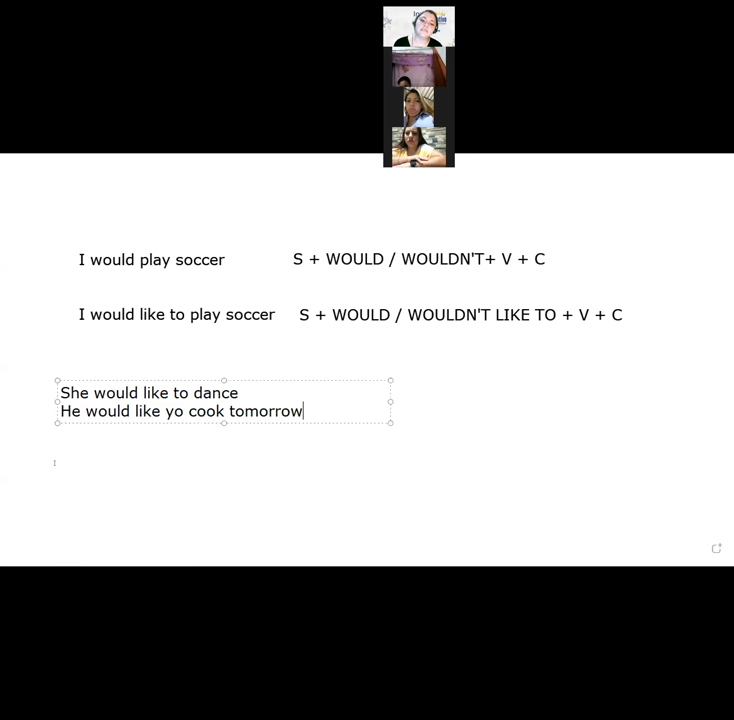 I would play soccer S + WOULD / WOULDN'T+ V + C
I would like to play soccer S + WOULD / WOULDN'T LIKE TO + V + C
She would like to dance
He would like yo cook tomorrow